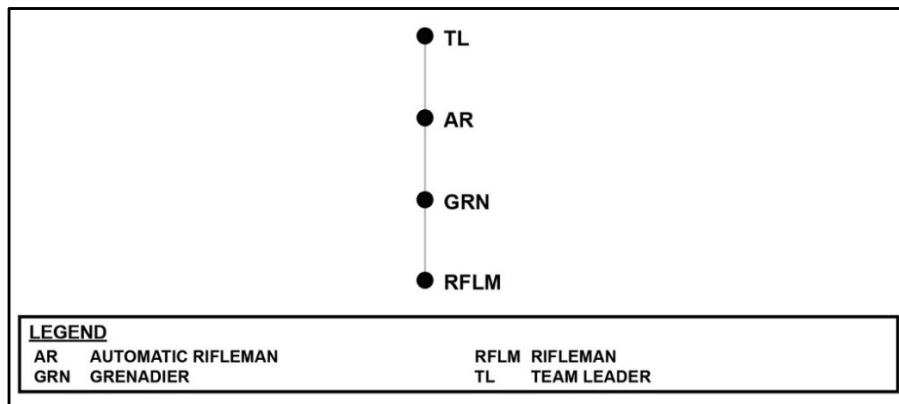 TL
AR
GRN
RFLM
LEGEND
AR AUTOMATIC RIFLEMAN RFLM RIFLEMAN
GRN GRENADIER TL TEAM LEADER